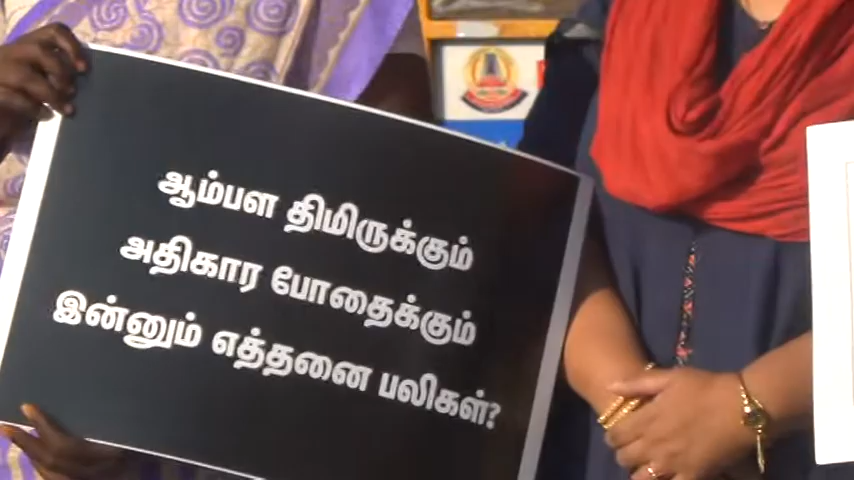 ஆம்பள திமிருக்கும்
அதிகார போதைக்கும்
இன்னும் எத்தனை பலிகள்?